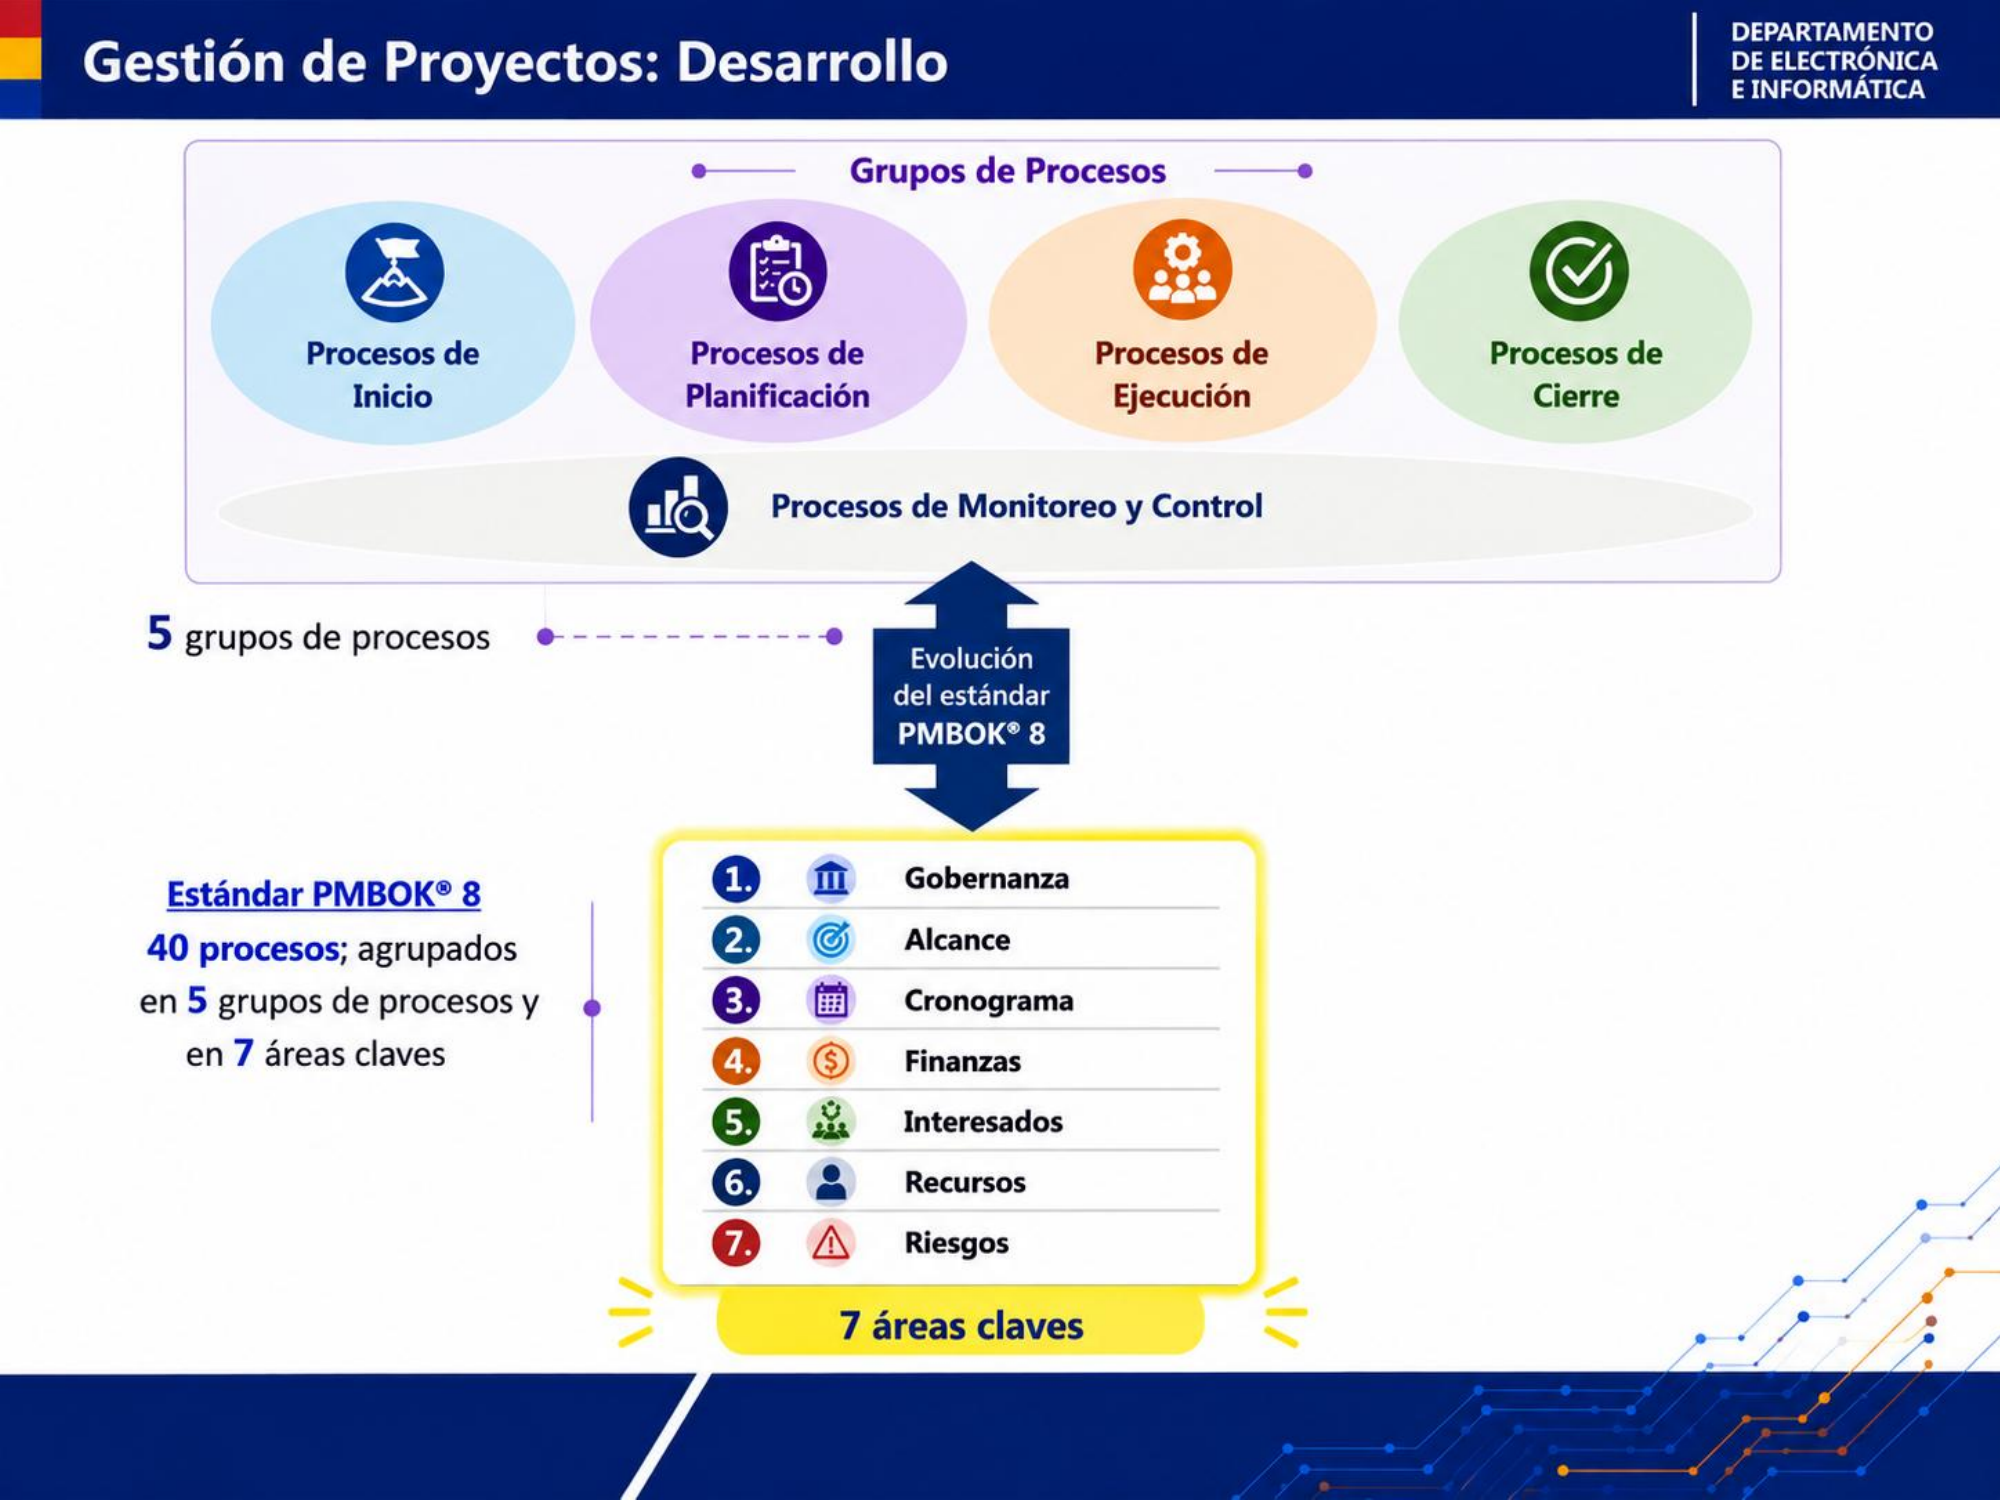 Gestión de Proyectos: Desarrollo
DEPARTAMENTO
DE ELECTRÓNICA
E INFORMÁTICA
Grupos de Procesos
Procesos de
Inicio
Procesos de
Planificación
Procesos de
Ejecución
Procesos de
Cierre
Procesos de Monitoreo y Control
5 grupos de procesos
Evolución
del estándar
PMBOK® 8
Estándar PMBOK® 8
40 procesos; agrupados
en 5 grupos de procesos y
en 7 áreas claves
1. Gobernanza
2. Alcance
3. Cronograma
4. Finanzas
5. Interesados
6. Recursos
7. Riesgos
7 áreas claves